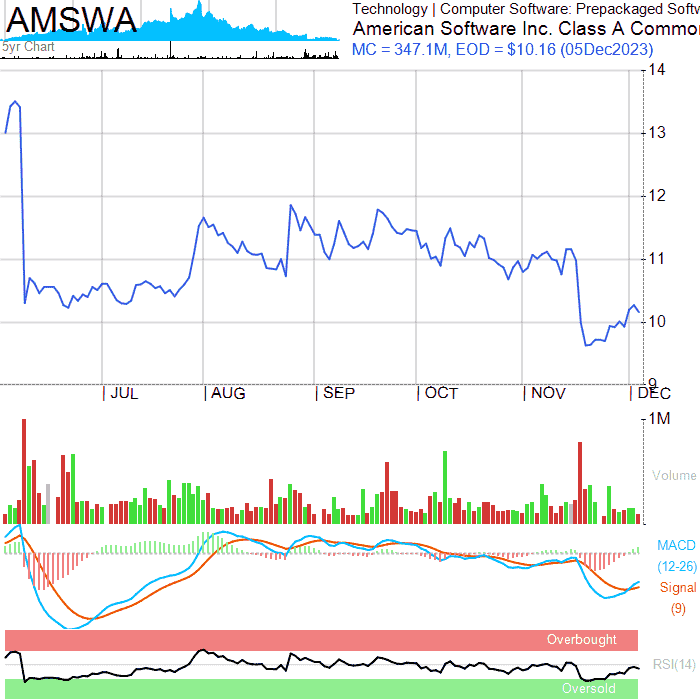 AMSWA
5yr Chart
Technology | Computer Software: Prepackaged Softw
American Software Inc. Class A Commo
MC = 347.1M, EOD = $10.16 (05Dec2023)
14
13
12
11
10
9
JUL AUG SEP OCT NOV DEC
1M
Volume
MACD
(12-26)
Signal
(9)
Overbought
RSI(14)
Oversold